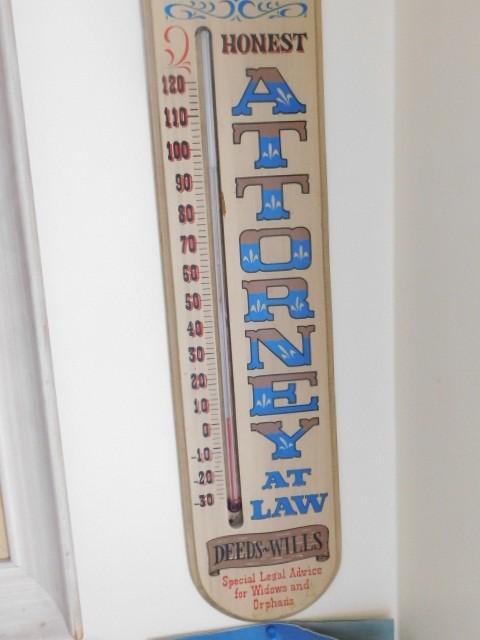 HONEST
ATTORNEY
AT
LAW
120
110
100
90
80
70
60
50
40
30
20
10
0
-10
-20
-30
DEEDS~WILLS
Special Legal Advice
for Widows and
Orphans